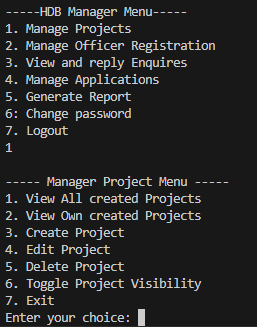 -----HDB Manager Menu-----
1. Manage Projects
2. Manage Officer Registration
3. View and reply Enquires
4. Manage Applications
5. Generate Report
6: Change password
7. Logout
1
----- Manager Project Menu -----
1. View All created Projects
2. View Own created Projects
3. Create Project
4. Edit Project
5. Delete Project
6. Toggle Project Visibility
7. Exit
Enter your choice: